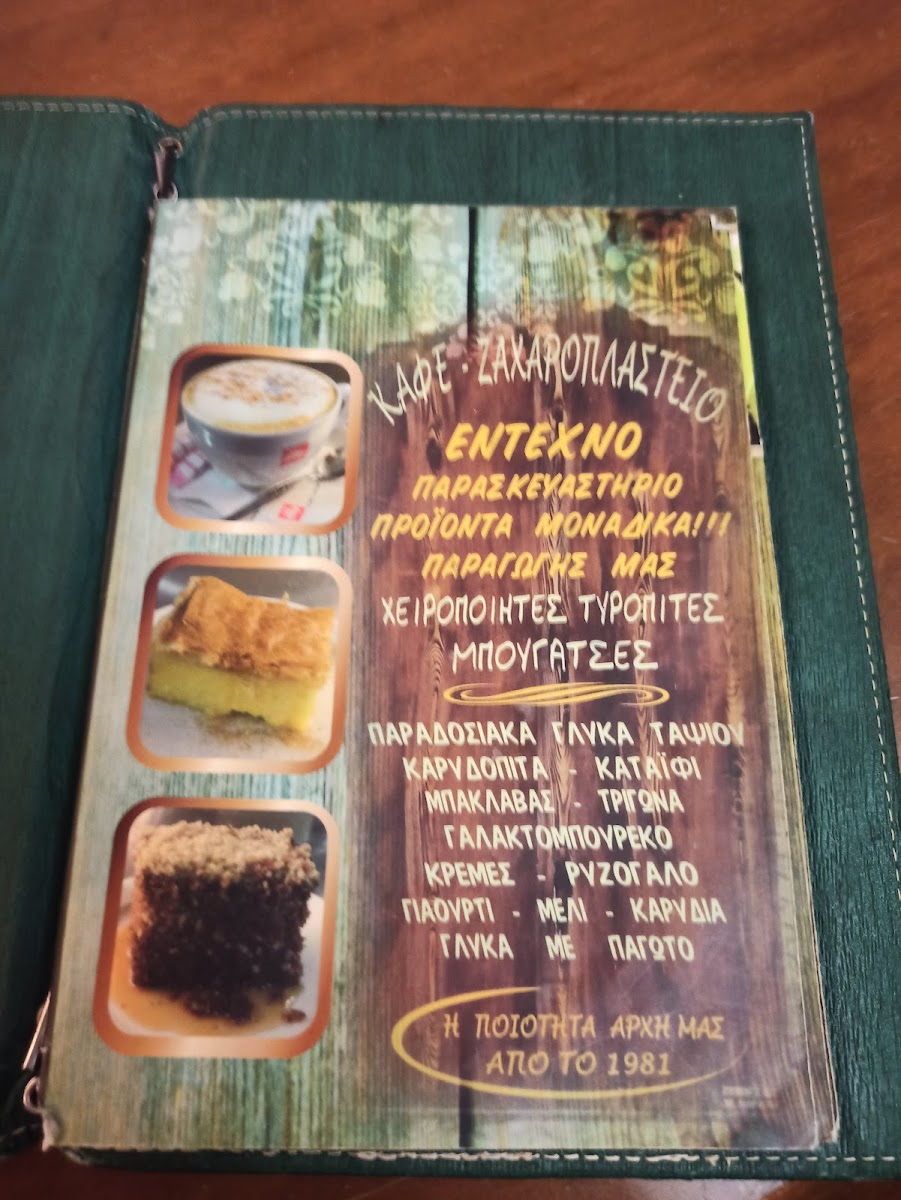 ΚΑΦΕ - ΖΑΧΑΡΟΠΛΑΣΤΕΙΟ
ΕΝΤΕΧΝΟ
ΠΑΡΑΣΚΕΥΑΣΤΗΡΙΟ
ΠΡΟΪΟΝΤΑ ΜΟΝΑΔΙΚΑ!!!
ΠΑΡΑΓΩΓΗΣ ΜΑΣ
ΧΕΙΡΟΠΟΙΗΤΕΣ ΤΥΡΟΠΙΤΕΣ
ΜΠΟΥΓΑΤΣΕΣ
ΠΑΡΑΔΟΣΙΑΚΑ ΓΛΥΚΑ ΤΑΨΙΟΥ
ΚΑΡΥΔΟΠΙΤΑ - ΚΑΤΑΪΦΙ
ΜΠΑΚΛΑΒΑΣ - ΤΡΙΓΩΝΑ
ΓΑΛΑΚΤΟΜΠΟΥΡΕΚΟ
ΚΡΕΜΕΣ - ΡΥΖΟΓΑΛΟ
ΓΙΑΟΥΡΤΙ - ΜΕΛΙ - ΚΑΡΥΔΙΑ
ΓΛΥΚΑ ΜΕ ΠΑΓΩΤΟ
Η ΠΟΙΟΤΗΤΑ ΑΡΧΗ ΜΑΣ
ΑΠΟ ΤΟ 1981